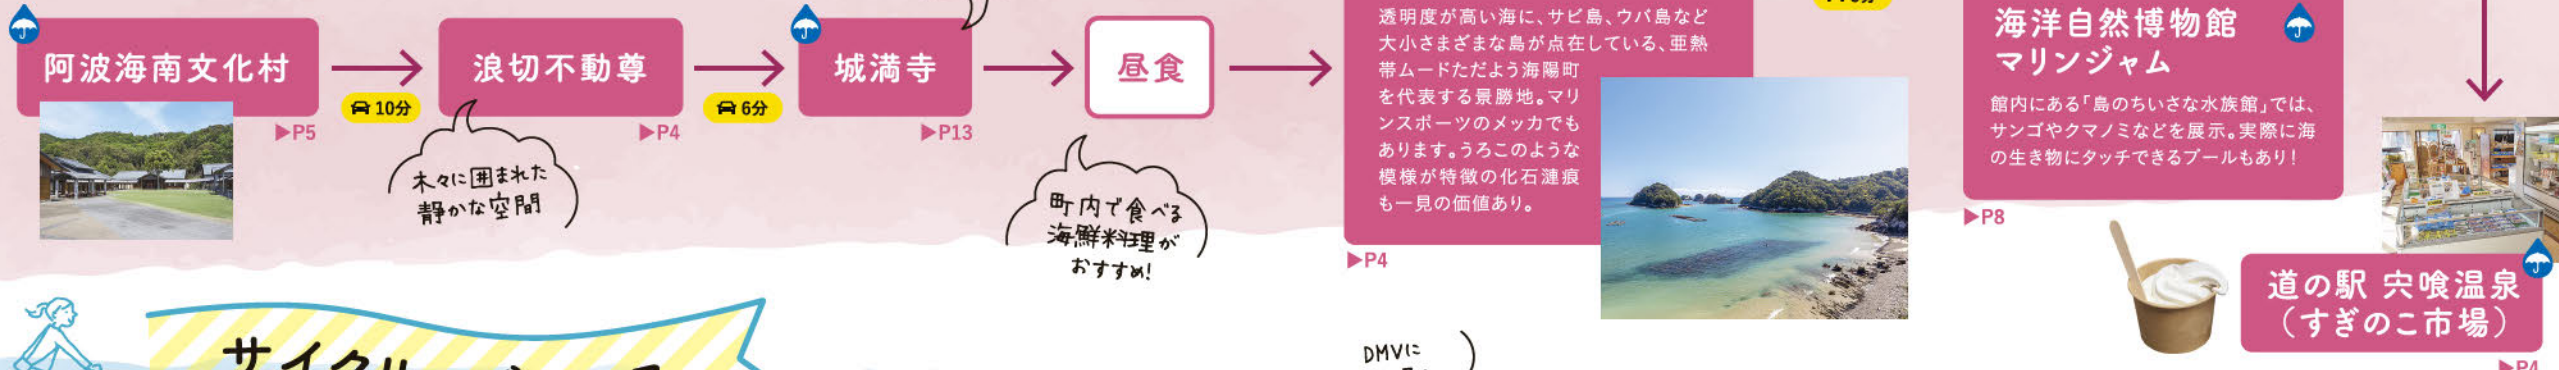 阿波海南文化村
10分
▶P5
浪切不動尊
6分
▶P4
木々に囲まれた
静かな空間
城満寺
▶P13
昼食
町内で食べる
海鮮料理が
おすすめ!
透明度が高い海に、サビ島、ウバ島など
大小さまざまな島が点在している、亜熱
帯ムードただよう海陽町
を代表する景勝地。マリ
ンスポーツのメッカでも
あります。うろこのような
模様が特徴の化石漣痕
も一見の価値あり。
▶P4
海洋自然博物館
マリンジャム
館内にある「島のちいさな水族館」では、
サンゴやクマノミなどを展示。実際に海
の生き物にタッチできるプールもあり!
▶P8
道の駅 宍喰温泉
(すぎのこ市場)
▶P4
サイクル
DMVに